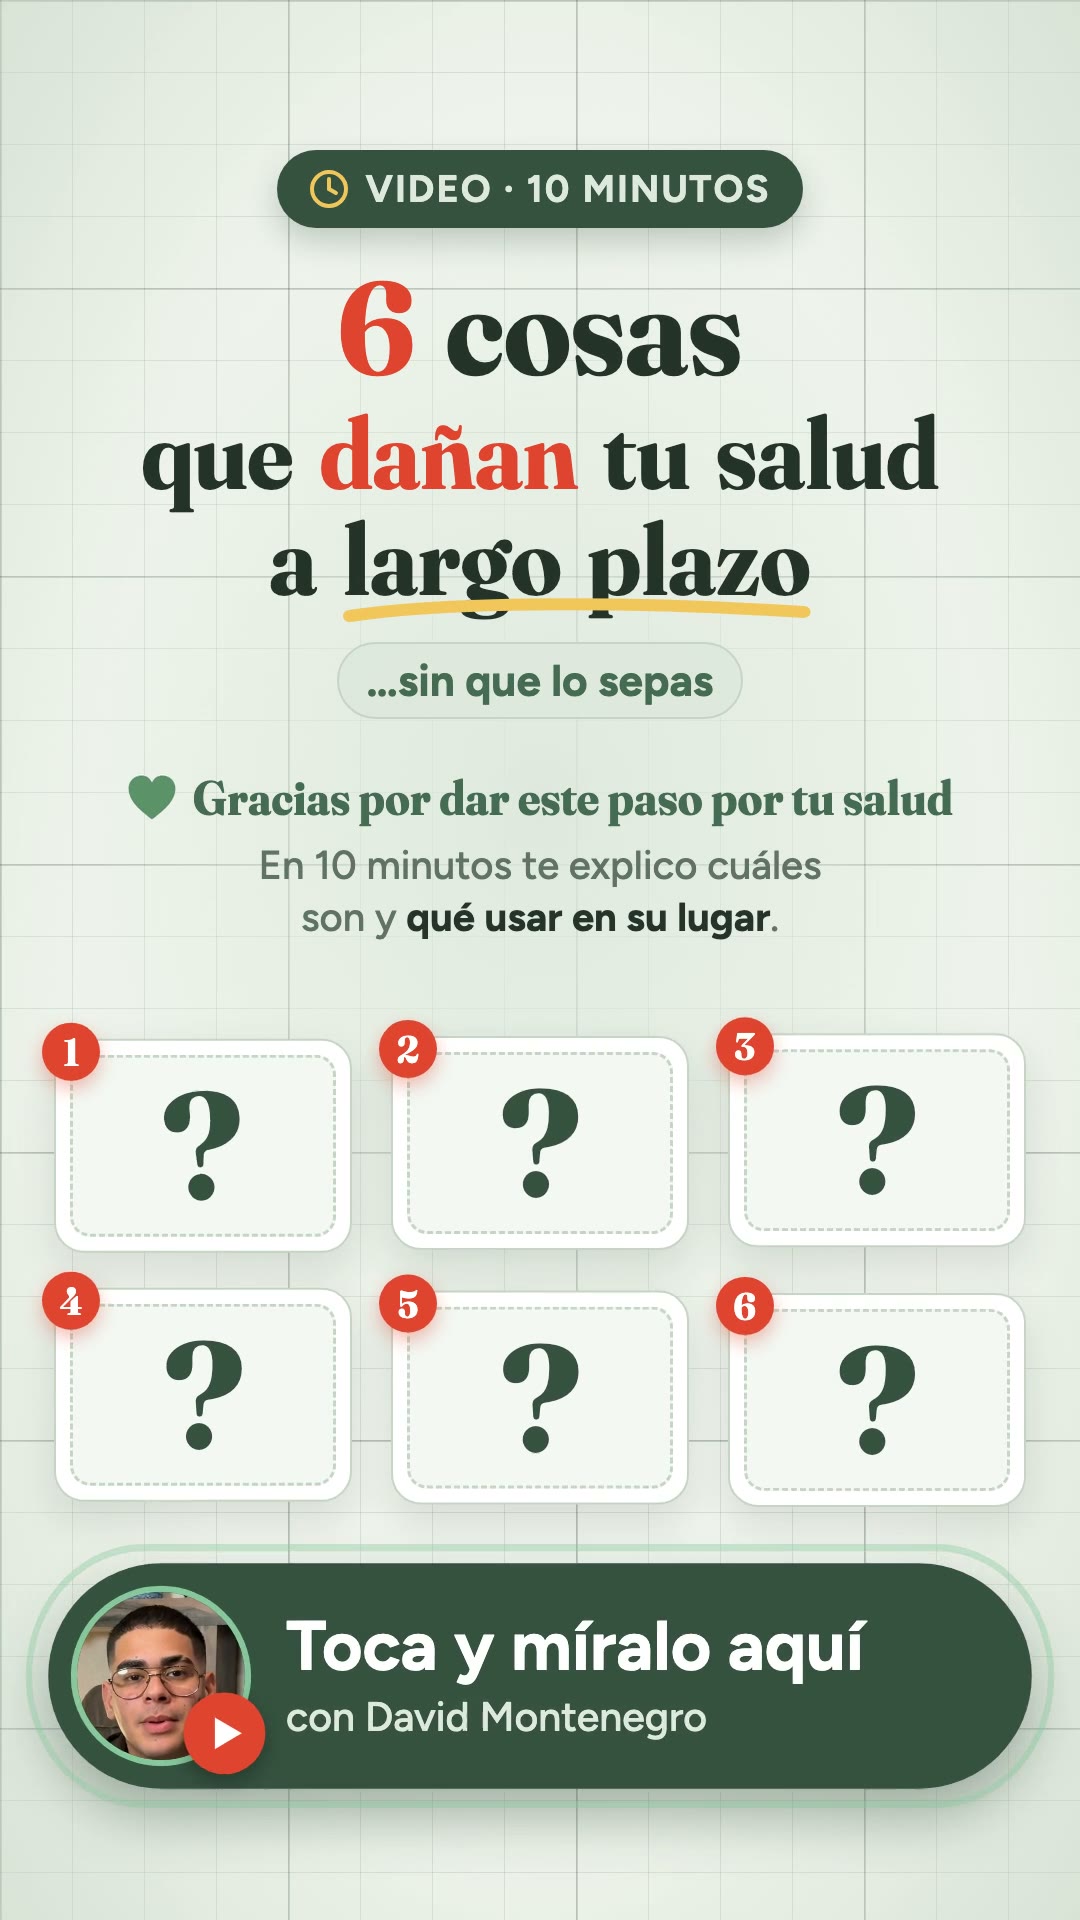 VIDEO · 10 MINUTOS
6 cosas
que dañan tu salud
a largo plazo
...sin que lo sepas
Gracias por dar este paso por tu salud
En 10 minutos te explico cuáles
son y qué usar en su lugar.
1
?
2
?
3
?
4
?
5
?
6
?
Toca y míralo aquí
con David Montenegro